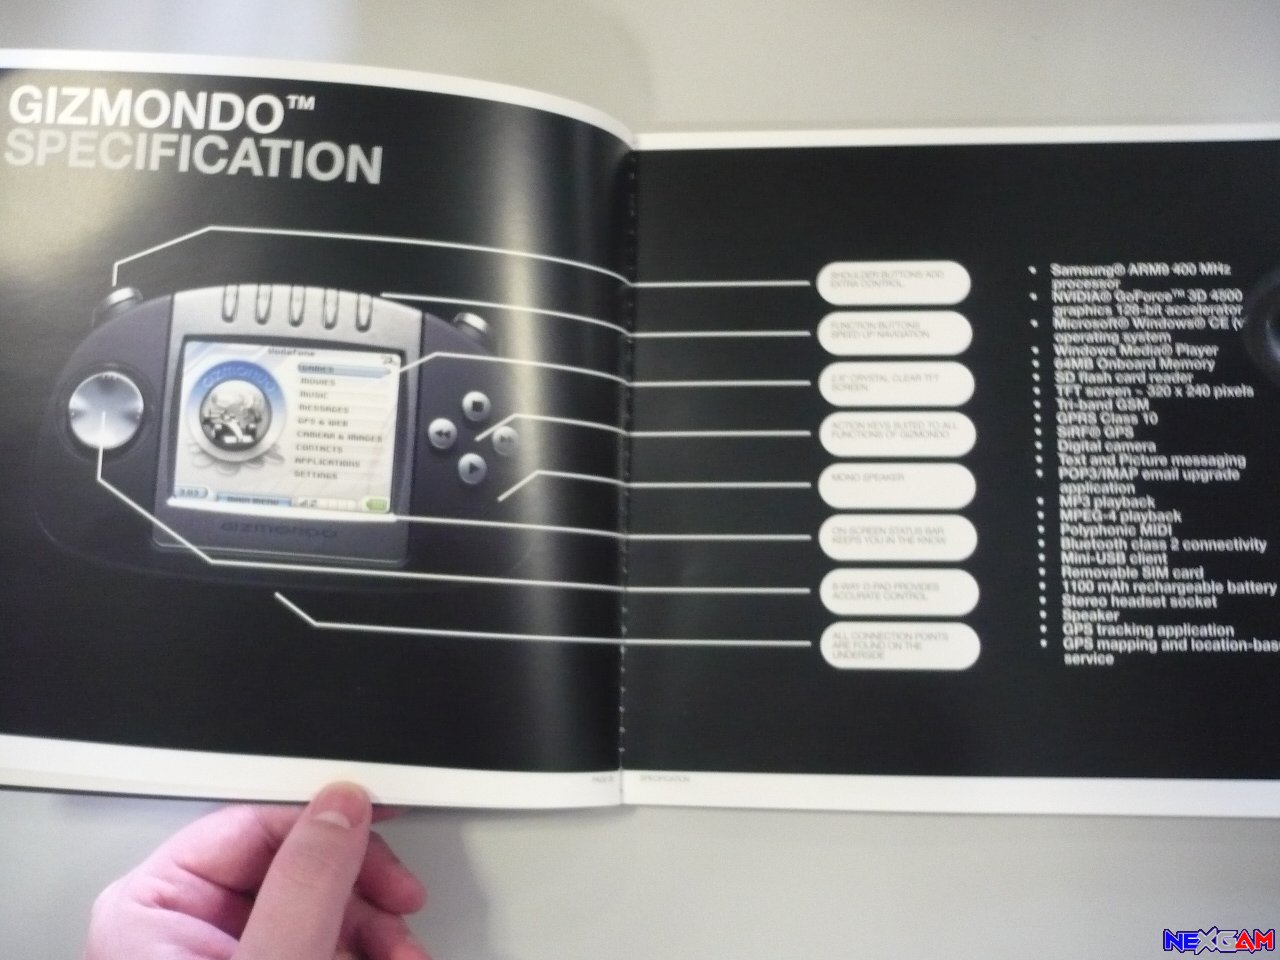 GIZMONDO™
SPECIFICATION
Vodafone
GIZMONDO
GAMES
MOVIES
MUSIC
MESSAGES
GPS & WEB
CAMERA & IMAGES
CONTACTS
APPLICATIONS
SETTINGS
MAIN MENU
GIZMONDO
SHOULDER BUTTONS ADD
EXTRA CONTROL
FUNCTION BUTTONS
SPEED UP NAVIGATION
2.8" CRYSTAL CLEAR TFT
SCREEN
ACTION KEYS SUITED TO ALL
FUNCTIONS OF GIZMONDO
MONO SPEAKER
ON-SCREEN STATUS BAR
KEEPS YOU IN THE KNOW
8-WAY D-PAD PROVIDES
ACCURATE CONTROL
ALL CONNECTION POINTS
ARE FOUND ON THE
UNDERSIDE
• Samsung® ARM9 400 MHz
processor
• NVIDIA® GoForce™ 3D 4500
graphics 128-bit accelerator
• Microsoft® Windows® CE (v
operating system
• Windows Media® Player
• 64MB Onboard Memory
• SD flash card reader
• TFT screen – 320 x 240 pixels
• Tri-band GSM
• GPRS Class 10
• SiRF® GPS
• Digital camera
• Text and Picture messaging
• POP3/IMAP email upgrade
application
• MP3 playback
• MPEG-4 playback
• Polyphonic MIDI
• Bluetooth class 2 connectivity
• Mini-USB client
• Removable SIM card
• 1100 mAh rechargeable battery
• Stereo headset socket
• Speaker
• GPS tracking application
• GPS mapping and location-bas
service
PAGE
SPECIFICATION
NEXGAM